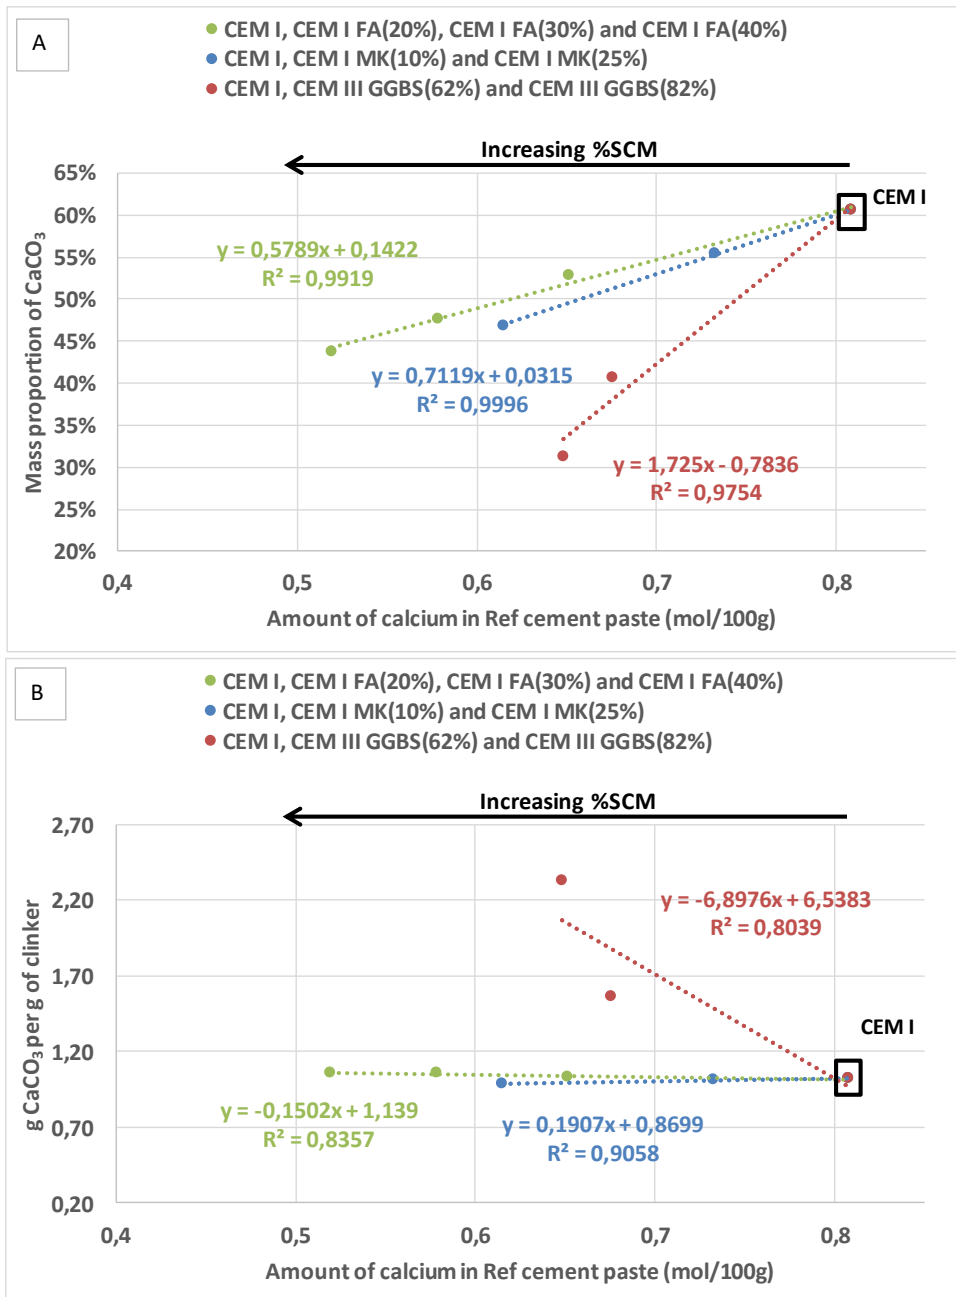 A
CEM I, CEM I FA(20%), CEM I FA(30%) and CEM I FA(40%)
CEM I, CEM I MK(10%) and CEM I MK(25%)
CEM I, CEM III GGBS(62%) and CEM III GGBS(82%)
Increasing %SCM
CEM I
65%
60%
55%
50%
45%
40%
35%
30%
25%
20%
Mass proportion of CaCO₃
y = 0,5789x + 0,1422
R² = 0,9919
y = 0,7119x + 0,0315
R² = 0,9996
y = 1,725x - 0,7836
R² = 0,9754
0,4 0,5 0,6 0,7 0,8
Amount of calcium in Ref cement paste (mol/100g)
B
CEM I, CEM I FA(20%), CEM I FA(30%) and CEM I FA(40%)
CEM I, CEM I MK(10%) and CEM I MK(25%)
CEM I, CEM III GGBS(62%) and CEM III GGBS(82%)
Increasing %SCM
2,70
2,20
1,70
1,20
0,70
0,20
g CaCO₃ per g of clinker
y = -6,8976x + 6,5383
R² = 0,8039
CEM I
y = -0,1502x + 1,139
R² = 0,8357
y = 0,1907x + 0,8699
R² = 0,9058
0,4 0,5 0,6 0,7 0,8
Amount of calcium in Ref cement paste (mol/100g)